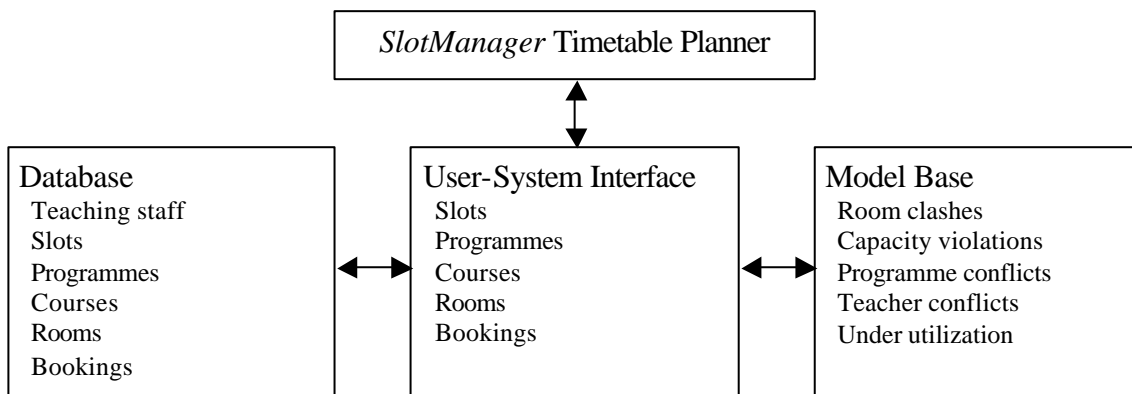 SlotManager Timetable Planner
Database
Teaching staff
Slots
Programmes
Courses
Rooms
Bookings
User-System Interface
Slots
Programmes
Courses
Rooms
Bookings
Model Base
Room clashes
Capacity violations
Programme conflicts
Teacher conflicts
Under utilization